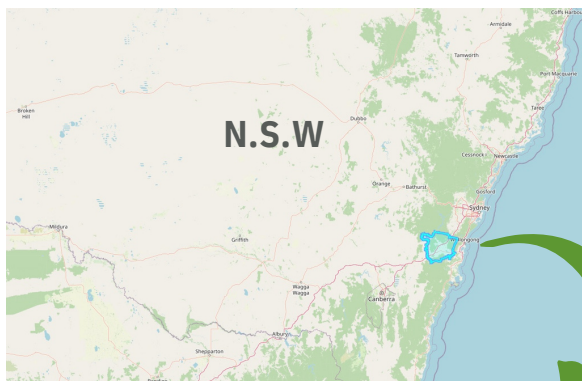 Coffs Harbour
Armidale
Tamworth
Port Macquarie
Taree
Broken
Hill
Dubbo
N.S.W
Cessnock
Newcastle
Orange
Bathurst
Gosford
Sydney
Mildura
Griffith
Wollongong
Wagga
Wagga
Canberra
Albury
Shepparton